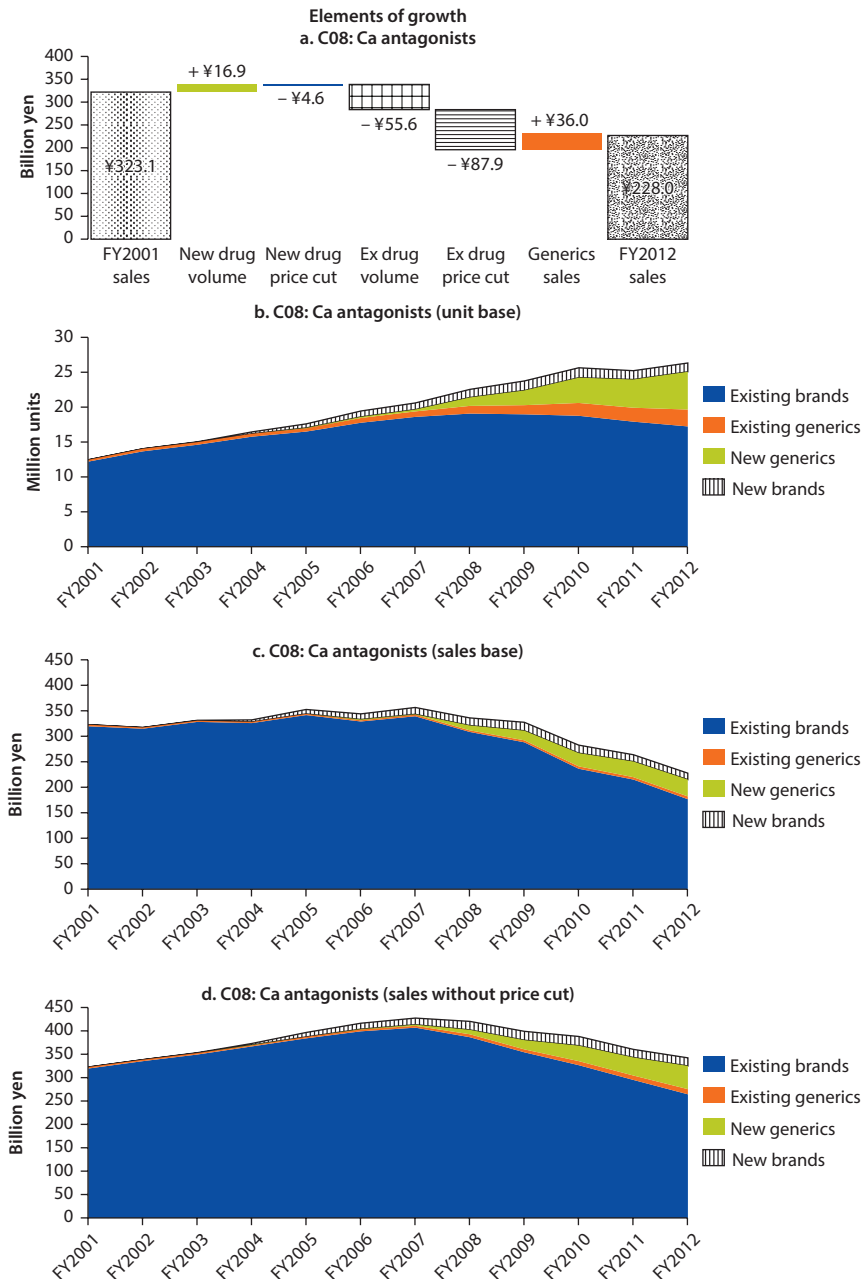 Elements of growth
a. C08: Ca antagonists
Billion yen
400
350
300
250
200
150
100
50
0
¥323.1
+ ¥16.9
– ¥4.6
– ¥55.6
– ¥87.9
+ ¥36.0
¥228.0
FY2001 sales
New drug volume
New drug price cut
Ex drug volume
Ex drug price cut
Generics sales
FY2012 sales
b. C08: Ca antagonists (unit base)
Million units
30
25
20
15
10
5
0
FY2001
FY2002
FY2003
FY2004
FY2005
FY2006
FY2007
FY2008
FY2009
FY2010
FY2011
FY2012
Existing brands
Existing generics
New generics
New brands
c. C08: Ca antagonists (sales base)
Billion yen
450
400
350
300
250
200
150
100
50
0
FY2001
FY2002
FY2003
FY2004
FY2005
FY2006
FY2007
FY2008
FY2009
FY2010
FY2011
FY2012
Existing brands
Existing generics
New generics
New brands
d. C08: Ca antagonists (sales without price cut)
Billion yen
450
400
350
300
250
200
150
100
50
0
FY2001
FY2002
FY2003
FY2004
FY2005
FY2006
FY2007
FY2008
FY2009
FY2010
FY2011
FY2012
Existing brands
Existing generics
New generics
New brands